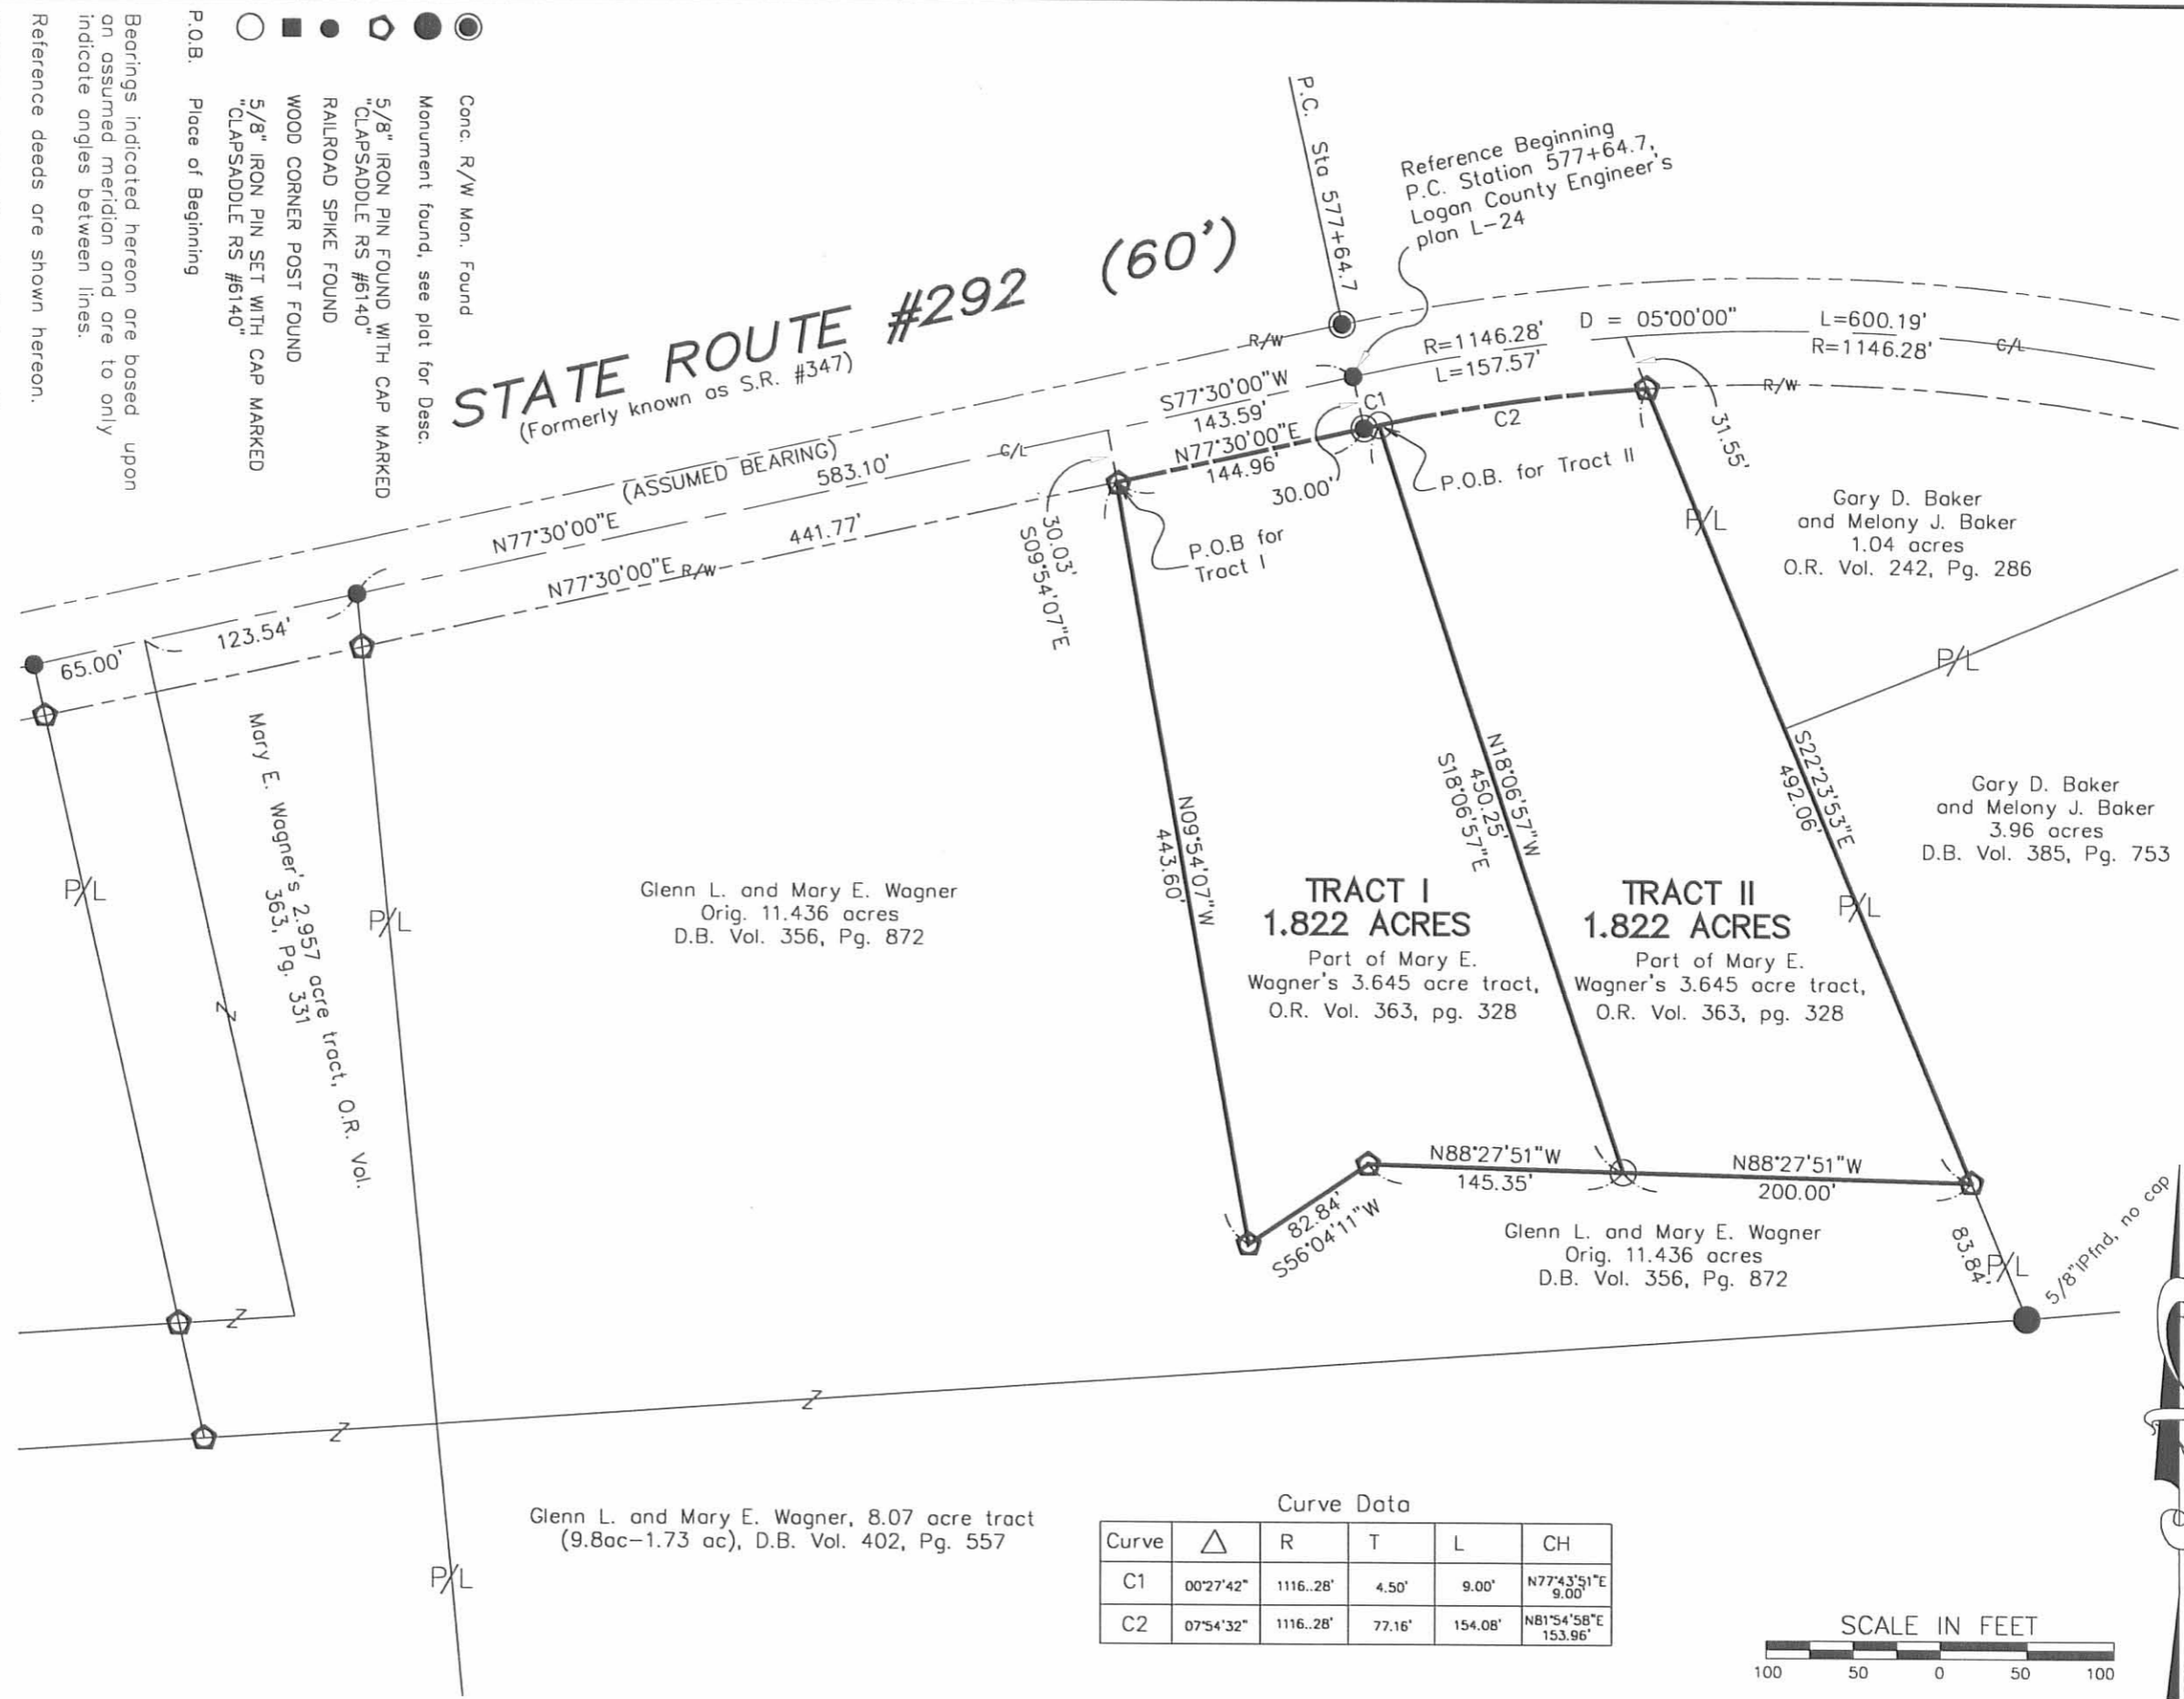 Conc. R/W Mon. Found
Monument found, see plat for Desc.
5/8" IRON PIN FOUND WITH CAP MARKED
"CLAPSADDLE RS #6140"
RAILROAD SPIKE FOUND
WOOD CORNER POST FOUND
5/8" IRON PIN SET WITH CAP MARKED
"CLAPSADDLE RS #6140"
P.O.B. Place of Beginning
Bearings indicated hereon are based upon
an assumed meridian and are to only
indicate angles between lines.
Reference deeds are shown hereon.
STATE ROUTE #292 (60')
(Formerly known as S.R. #347)
P.C. Sta 577+64.7
Reference Beginning
P.C. Station 577+64.7,
Logan County Engineer's
plan L-24
R/W
R=1146.28'
L=157.57'
D = 05°00'00"
L=600.19'
R=1146.28'
C/L
R/W
S77°30'00"W
143.59'
C1
C2
N77°30'00"E
144.96'
30.00'
P.O.B. for Tract II
31.55'
(ASSUMED BEARING)
583.10'
C/L
N77°30'00"E
441.77'
N77°30'00"E R/W
30.03'
S09°54'07"E
P.O.B for
Tract I
123.54'
65.00'
Gary D. Baker
and Melony J. Baker
1.04 acres
O.R. Vol. 242, Pg. 286
P/L
P/L
Mary E. Wagner's 2.957 acre tract, O.R. Vol.
363, Pg. 331
P/L
P/L
Glenn L. and Mary E. Wagner
Orig. 11.436 acres
D.B. Vol. 356, Pg. 872
N09°54'07"W
443.60'
N18°06'57"W
450.25'
S18°06'57"E
S22°23'53"E
492.06'
Gary D. Baker
and Melony J. Baker
3.96 acres
D.B. Vol. 385, Pg. 753
P/L
TRACT I
1.822 ACRES
Part of Mary E.
Wagner's 3.645 acre tract,
O.R. Vol. 363, pg. 328
TRACT II
1.822 ACRES
Part of Mary E.
Wagner's 3.645 acre tract,
O.R. Vol. 363, pg. 328
N88°27'51"W
145.35'
N88°27'51"W
200.00'
82.84'
S56°04'11"W
Glenn L. and Mary E. Wagner
Orig. 11.436 acres
D.B. Vol. 356, Pg. 872
83.84'
P/L
5/8"IPfnd, no cap
Glenn L. and Mary E. Wagner, 8.07 acre tract
(9.8ac-1.73 ac), D.B. Vol. 402, Pg. 557
P/L
Curve Data
Curve △ R T L CH
C1 00°27'42" 1116..28' 4.50' 9.00' N77°43'51"E
9.00'
C2 07°54'32" 1116..28' 77.16' 154.08' N81°54'58"E
153.96'
SCALE IN FEET
100 50 0 50 100